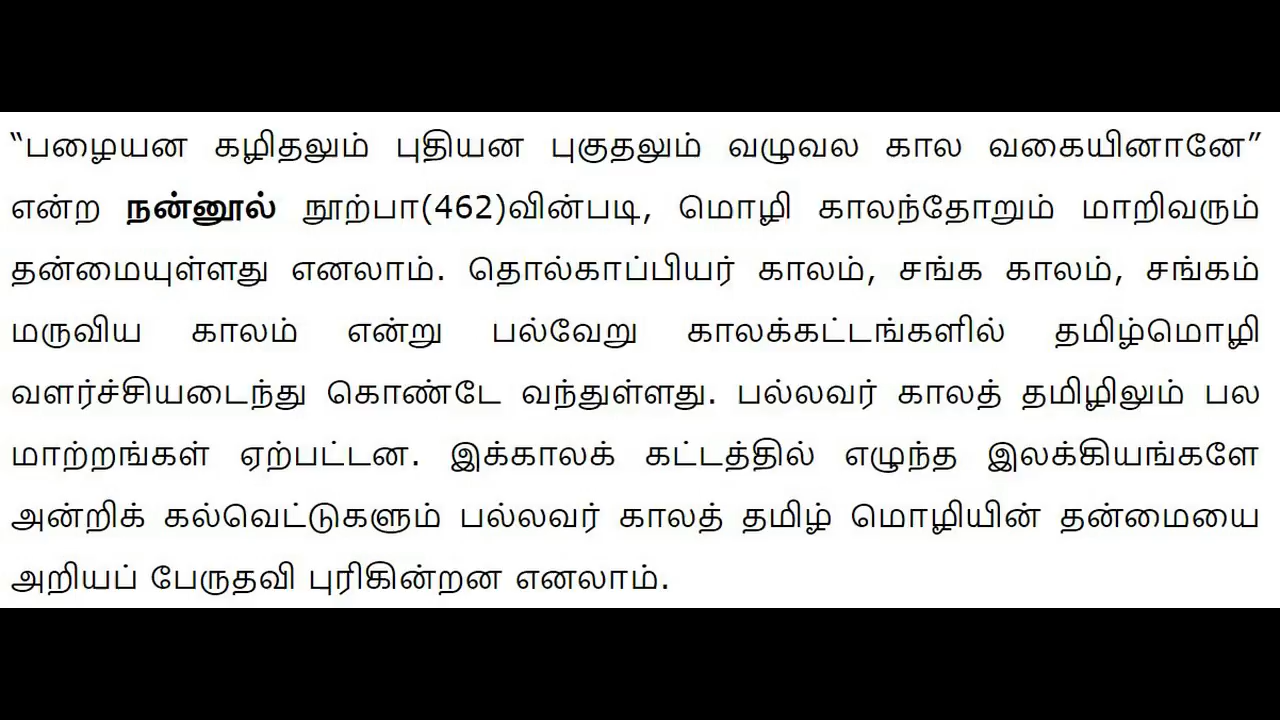 “பழையன கழிதலும் புதியன புகுதலும் வழுவல கால வகையினானே”
என்ற நன்னூல் நூற்பா(462)வின்படி, மொழி காலந்தோறும் மாறிவரும்
தன்மையுள்ளது எனலாம். தொல்காப்பியர் காலம், சங்க காலம், சங்கம்
மருவிய காலம் என்று பல்வேறு காலக்கட்டங்களில் தமிழ்மொழி
வளர்ச்சியடைந்து கொண்டே வந்துள்ளது. பல்லவர் காலத் தமிழிலும் பல
மாற்றங்கள் ஏற்பட்டன. இக்காலக் கட்டத்தில் எழுந்த இலக்கியங்களே
அன்றிக் கல்வெட்டுகளும் பல்லவர் காலத் தமிழ் மொழியின் தன்மையை
அறியப் பேருதவி புரிகின்றன எனலாம்.